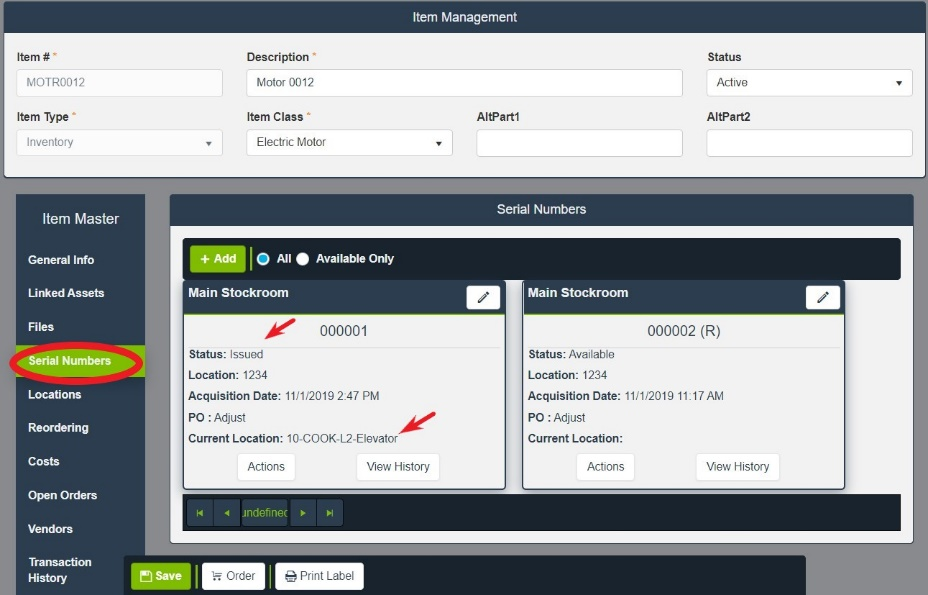 Item Management
Item # * Description * Status
MOTR0012 Motor 0012 Active
Item Type * Item Class * AltPart1 AltPart2
Inventory Electric Motor
Item Master
General Info
Linked Assets
Files
Serial Numbers
Locations
Reordering
Costs
Open Orders
Vendors
Transaction
History
Serial Numbers
+ Add All Available Only
Main Stockroom
000001
Status: Issued
Location: 1234
Acquisition Date: 11/1/2019 2:47 PM
PO : Adjust
Current Location: 10-COOK-L2-Elevator
Actions View History
Main Stockroom
000002 (R)
Status: Available
Location: 1234
Acquisition Date: 11/1/2019 11:17 AM
PO : Adjust
Current Location:
Actions View History
undefined
Save Order Print Label